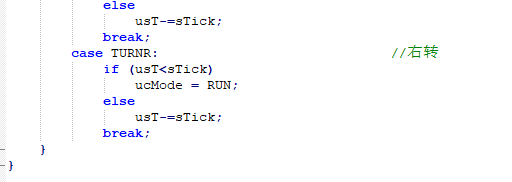 else
usT-=sTick;
break;
case TURNR: //右转
if (usT<sTick)
ucMode = RUN;
else
usT-=sTick;
break;
}
}